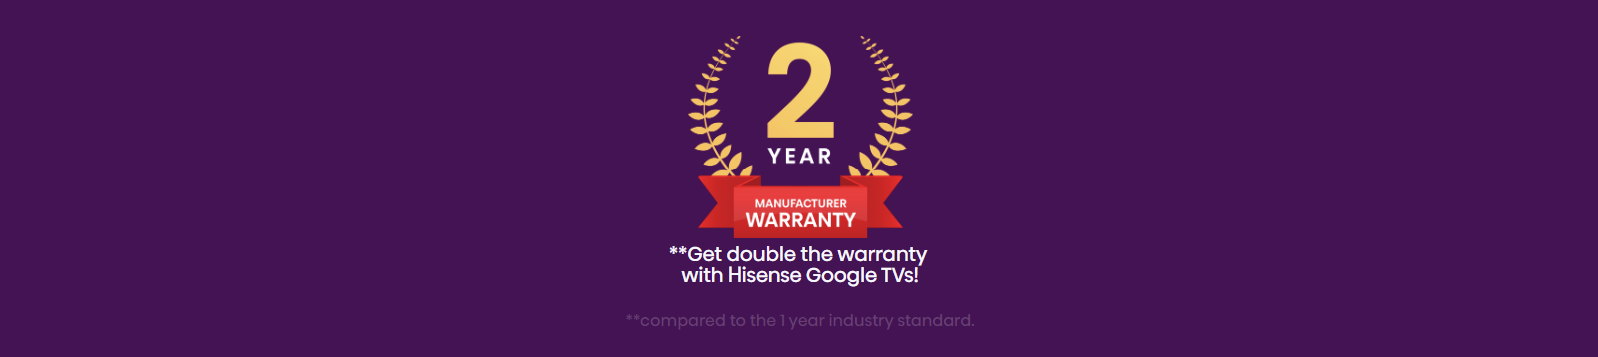 2
YEAR
MANUFACTURER
WARRANTY
**Get double the warranty
with Hisense Google TVs!
**compared to the 1 year industry standard.